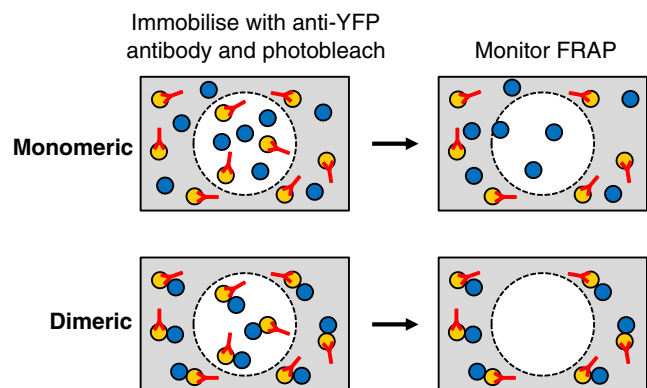 Immobilise with anti-YFP
antibody and photobleach
Monitor FRAP
Monomeric
Dimeric